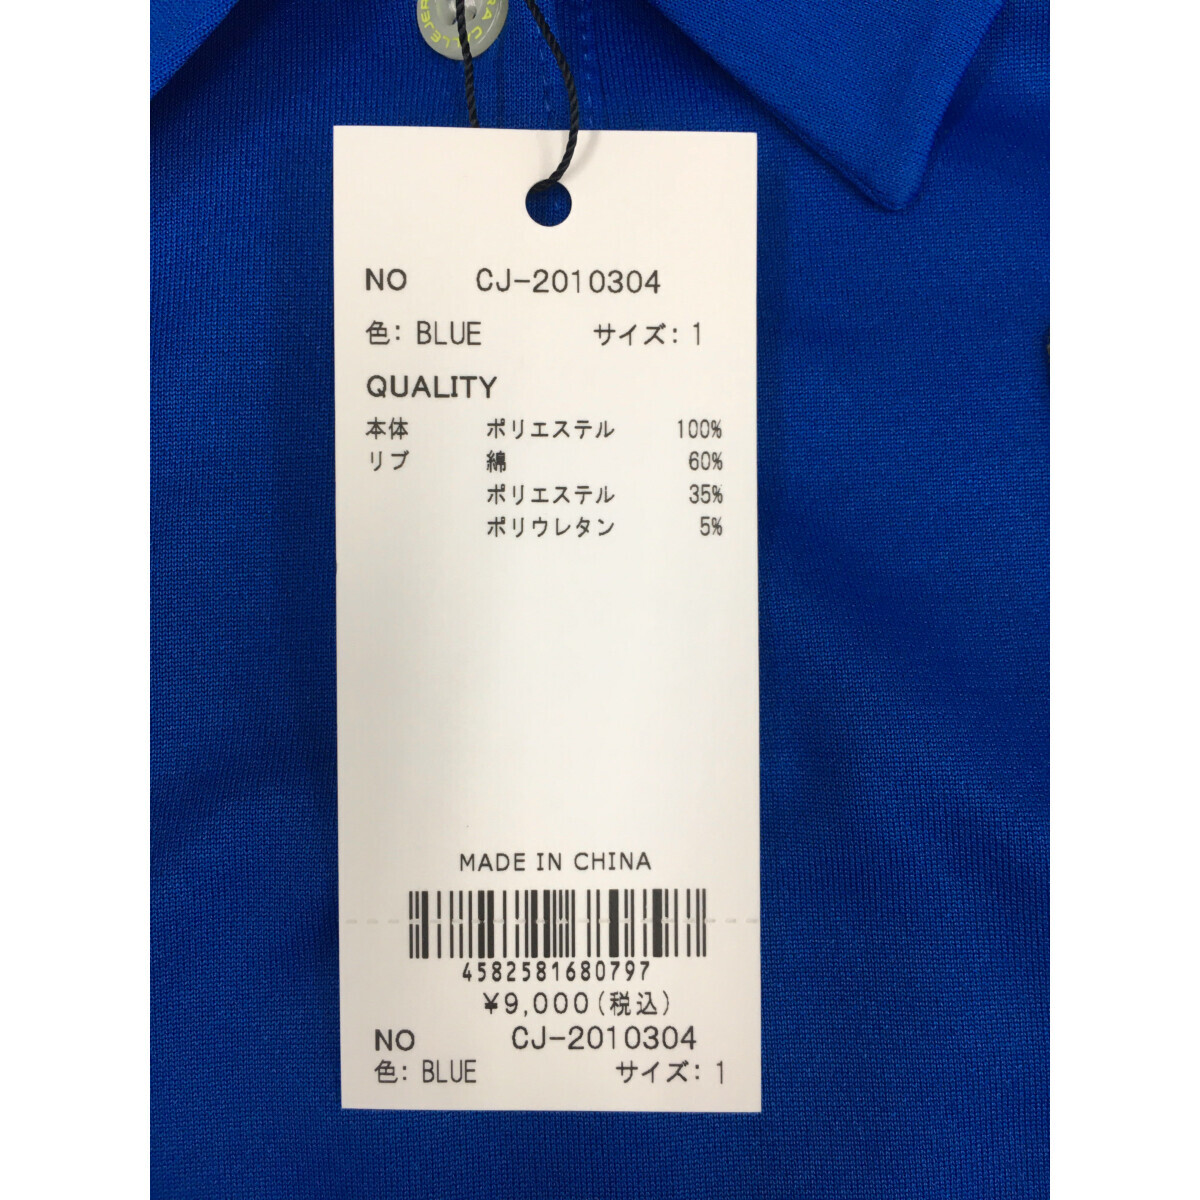 RA CALLEJER
NO CJ-2010304
色: BLUE サイズ: 1
QUALITY
本体 ポリエステル 100%
リブ 綿 60%
ポリエステル 35%
ポリウレタン 5%
MADE IN CHINA
4582581680797
¥9,000(税込)
NO CJ-2010304
色: BLUE サイズ: 1